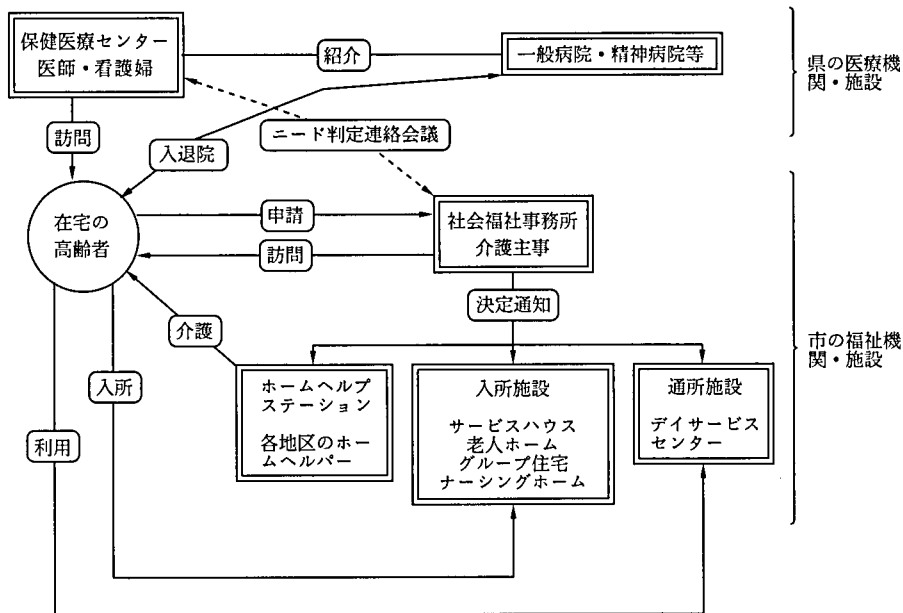 保健医療センター
医師・看護婦
紹介
一般病院・精神病院等
県の医療機
関・施設
訪問
入退院
ニード判定連絡会議
在宅の
高齢者
申請
社会福祉事務所
介護主事
訪問
決定通知
介護
市の福祉機
関・施設
入所
ホームヘルプ
ステーション
各地区のホー
ムヘルパー
入所施設
サービスハウス
老人ホーム
グループ住宅
ナーシングホーム
通所施設
デイサービス
センター
利用